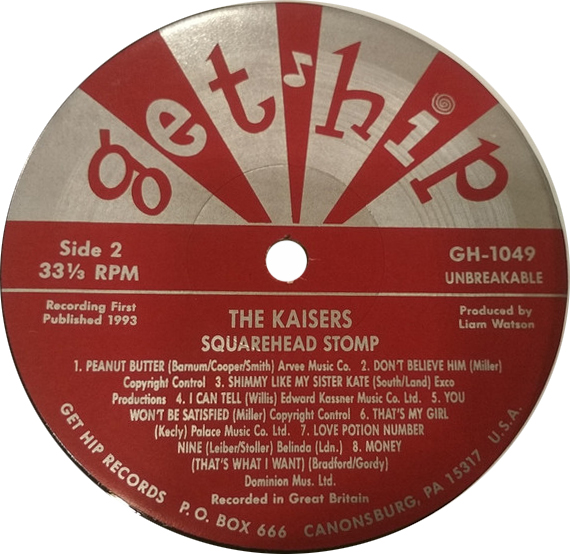 get hip
Side 2
33⅓ RPM
GH-1049
UNBREAKABLE
Recording First
Published 1993
Produced by
Liam Watson
THE KAISERS
SQUAREHEAD STOMP
1. PEANUT BUTTER (Barnum/Cooper/Smith) Arvee Music Co. 2. DON'T BELIEVE HIM (Miller)
Copyright Control 3. SHIMMY LIKE MY SISTER KATE (South/Land) Exco
Productions 4. I CAN TELL (Willis) Edward Kassner Music Co. Ltd. 5. YOU
WON'T BE SATISFIED (Miller) Copyright Control 6. THAT'S MY GIRL
(Kecly) Palace Music Co. Ltd. 7. LOVE POTION NUMBER
NINE (Leiber/Stoller) Belinda (Ldn.) 8. MONEY
(THAT'S WHAT I WANT) (Bradford/Gordy)
Dominion Mus. Ltd.
Recorded in Great Britain
GET HIP RECORDS P.O. BOX 666 CANONSBURG, PA 15317 U.S.A.